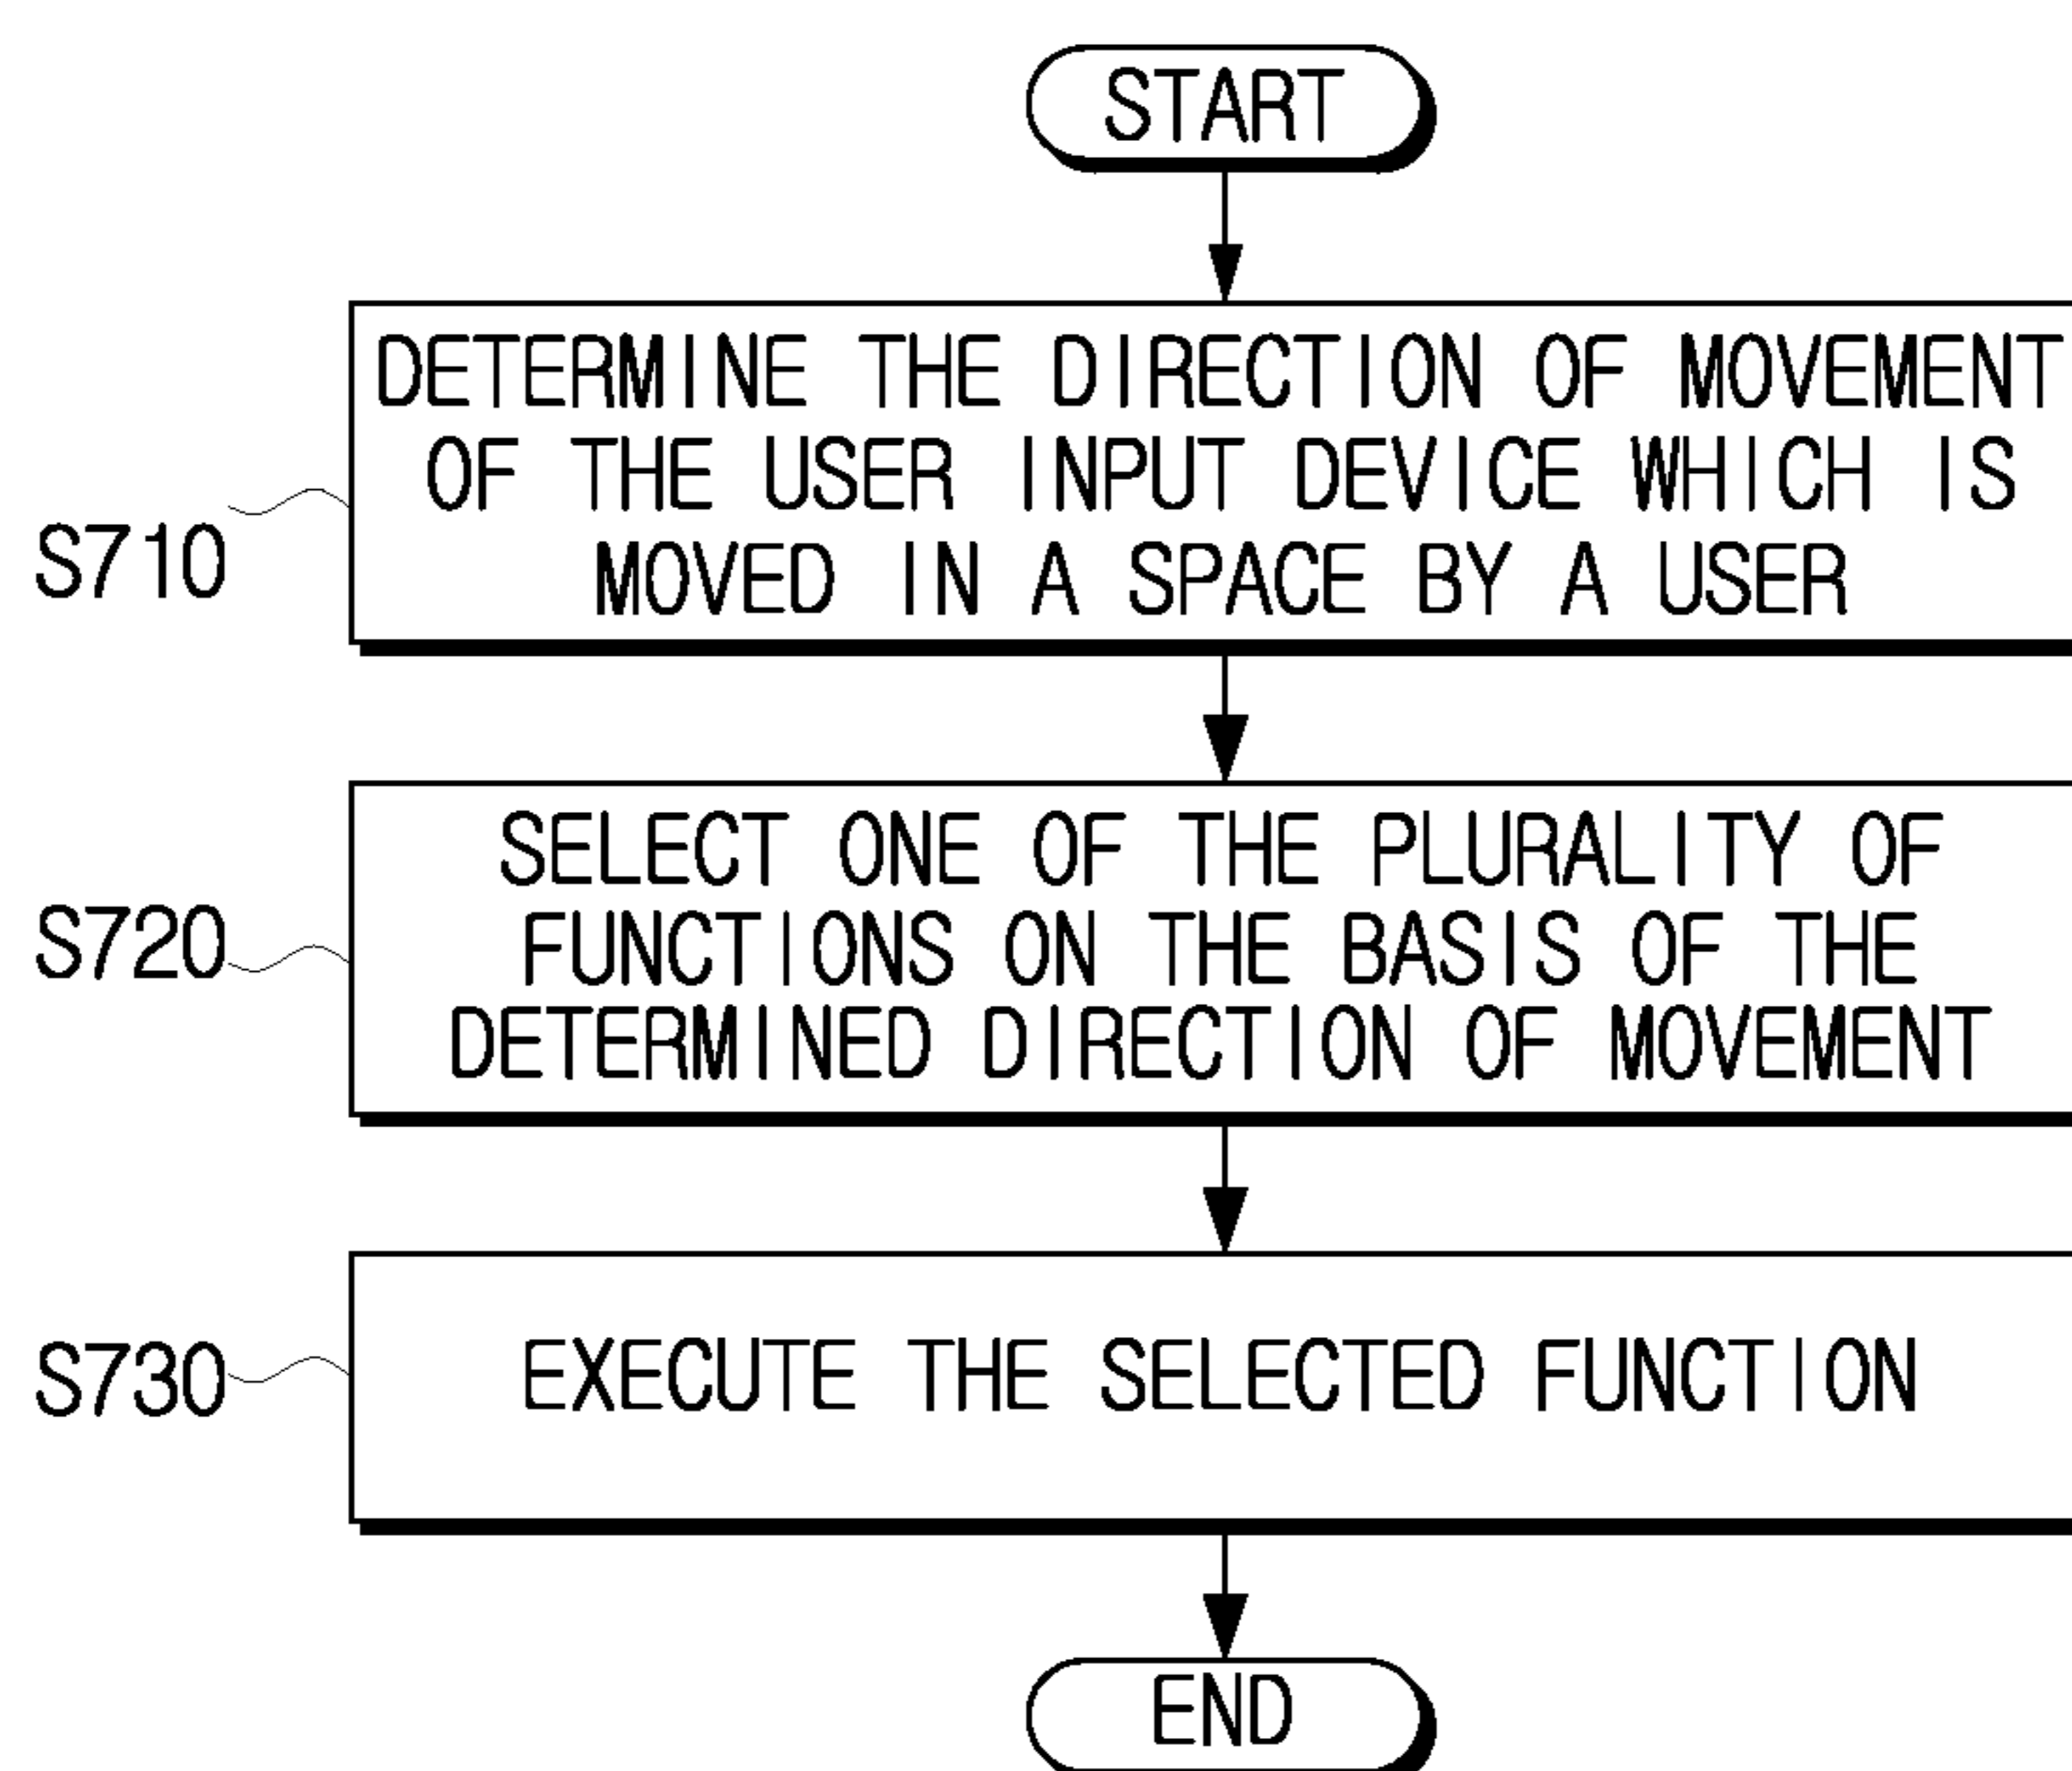 START
DETERMINE THE DIRECTION OF MOVEMENT
OF THE USER INPUT DEVICE WHICH IS
MOVED IN A SPACE BY A USER
S710
SELECT ONE OF THE PLURALITY OF
FUNCTIONS ON THE BASIS OF THE
DETERMINED DIRECTION OF MOVEMENT
S720
EXECUTE THE SELECTED FUNCTION
S730
END